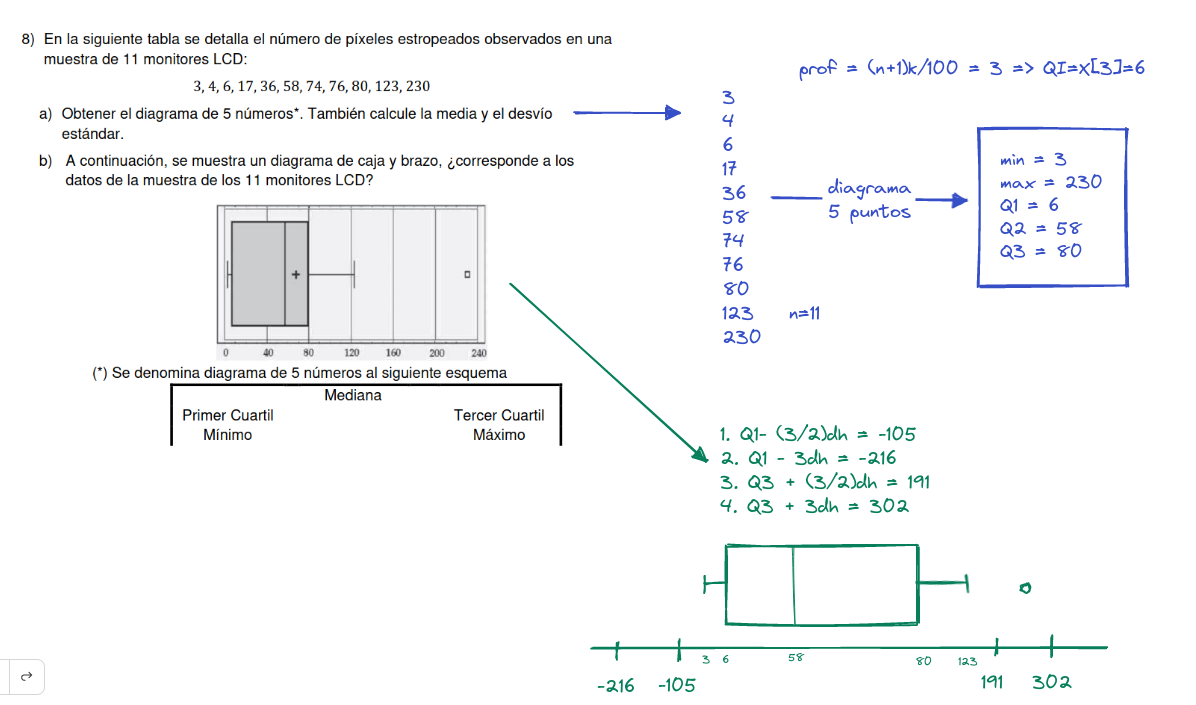 8) En la siguiente tabla se detalla el número de píxeles estropeados observados en una
muestra de 11 monitores LCD:
3, 4, 6, 17, 36, 58, 74, 76, 80, 123, 230
a) Obtener el diagrama de 5 números*. También calcule la media y el desvío
estándar.
b) A continuación, se muestra un diagrama de caja y brazo, ¿corresponde a los
datos de la muestra de los 11 monitores LCD?
0 40 80 120 160 200 240
(*) Se denomina diagrama de 5 números al siguiente esquema
Mediana
Primer Cuartil Tercer Cuartil
Mínimo Máximo
prof = (n+1)k/100 = 3 => Q1=x[3]=6
3
4
6
17
36
58
74
76
80
123 n=11
230
diagrama
5 puntos
min = 3
max = 230
Q1 = 6
Q2 = 58
Q3 = 80
1. Q1- (3/2)dh = -105
2. Q1 - 3dh = -216
3. Q3 + (3/2)dh = 191
4. Q3 + 3dh = 302
3 6 58 80 123
-216 -105 191 302